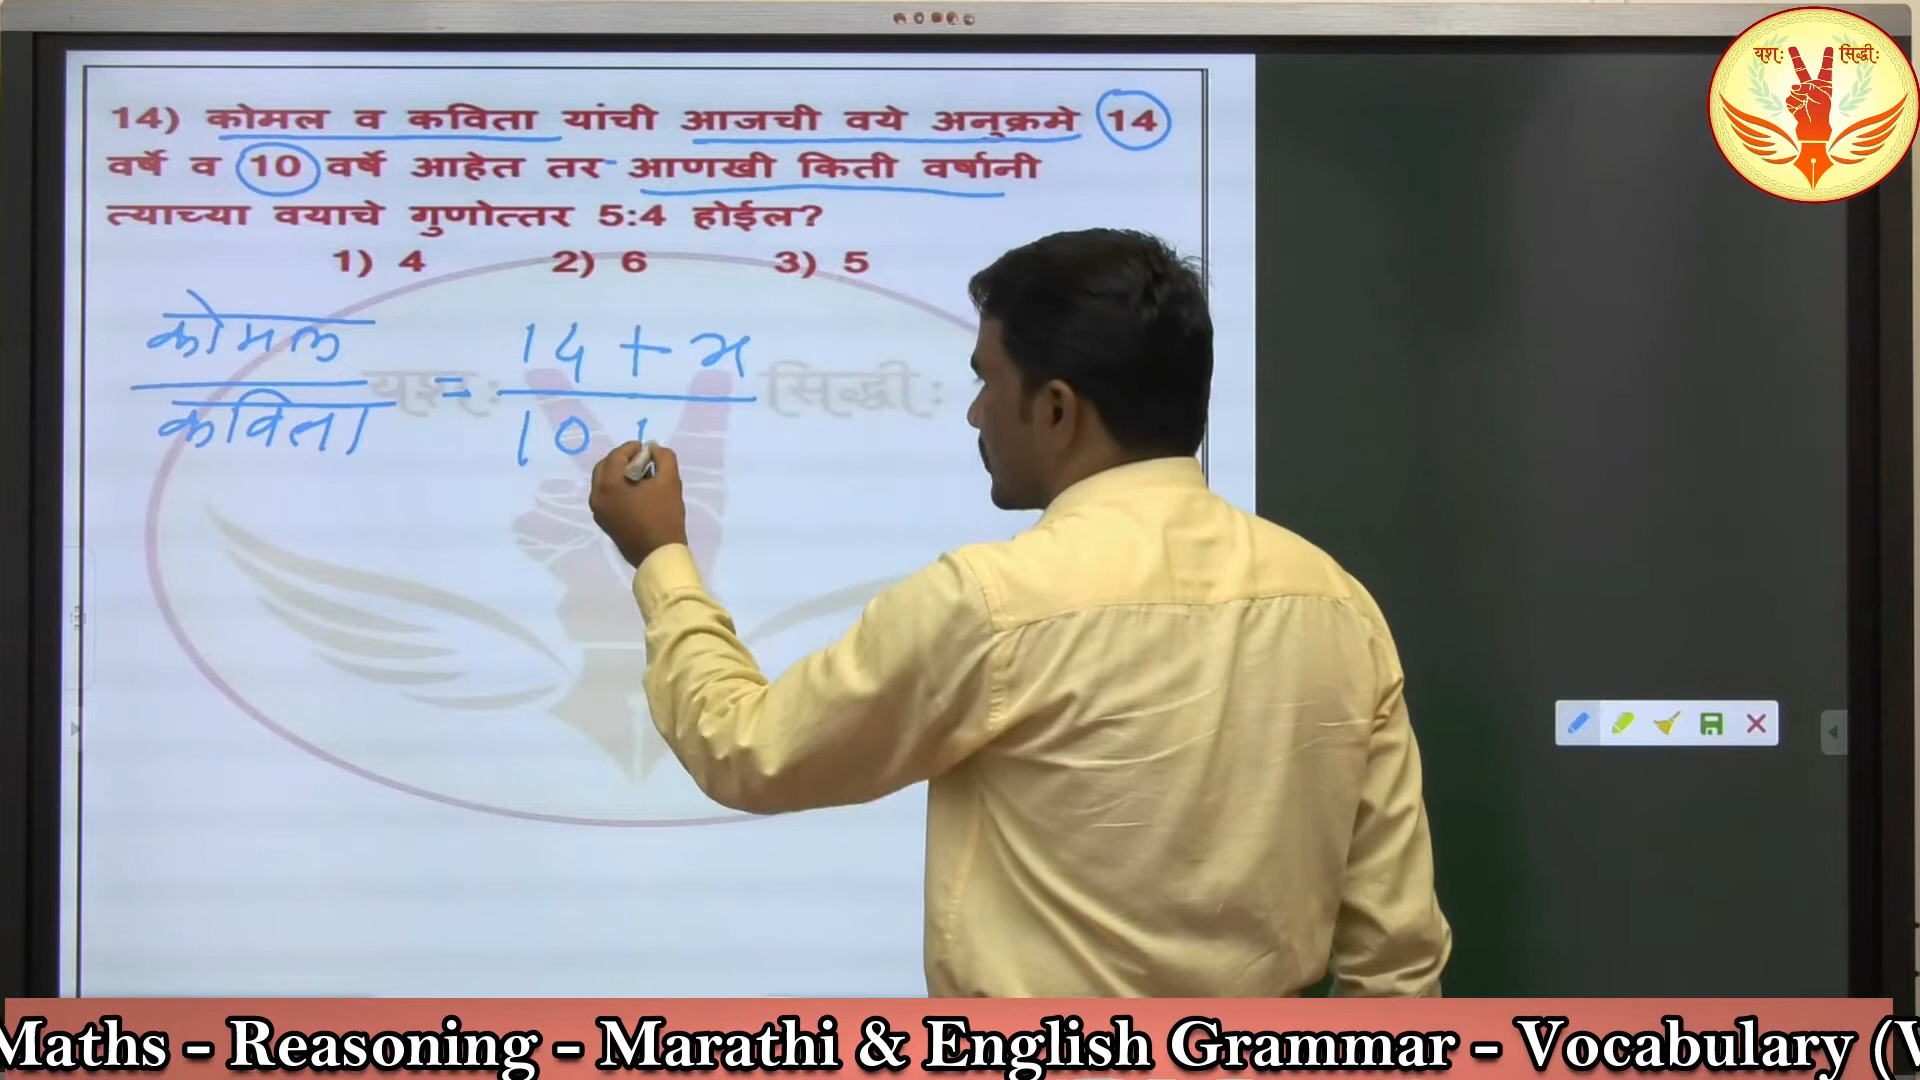 यशः सिद्धीः
14) कोमल व कविता यांची आजची वये अनुक्रमे 14
वर्षे व 10 वर्षे आहेत तर आणखी किती वर्षानी
त्याच्या वयाचे गुणोत्तर 5:4 होईल?
1) 4 2) 6 3) 5
कोमल = 14 + x
कविता 10
यशः सिद्धीः
Maths - Reasoning - Marathi & English Grammar - Vocabulary (V